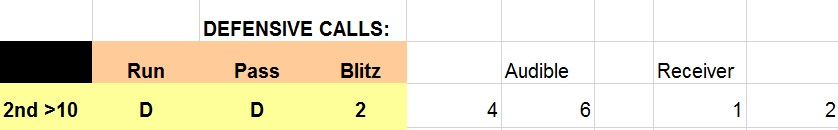 DEFENSIVE CALLS:
Run Pass Blitz Audible Receiver
2nd >10 D D 2 4 6 1 2